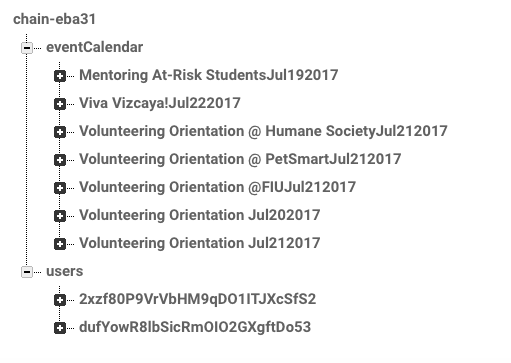 chain-eba31
eventCalendar
Mentoring At-Risk StudentsJul192017
Viva Vizcaya!Jul222017
Volunteering Orientation @ Humane SocietyJul212017
Volunteering Orientation @ PetSmartJul212017
Volunteering Orientation @FIUJul212017
Volunteering Orientation Jul202017
Volunteering Orientation Jul212017
users
2xzf80P9VrVbHM9qDO1ITJXcSfS2
dufYowR8lbSicRmOIO2GXgftDo53